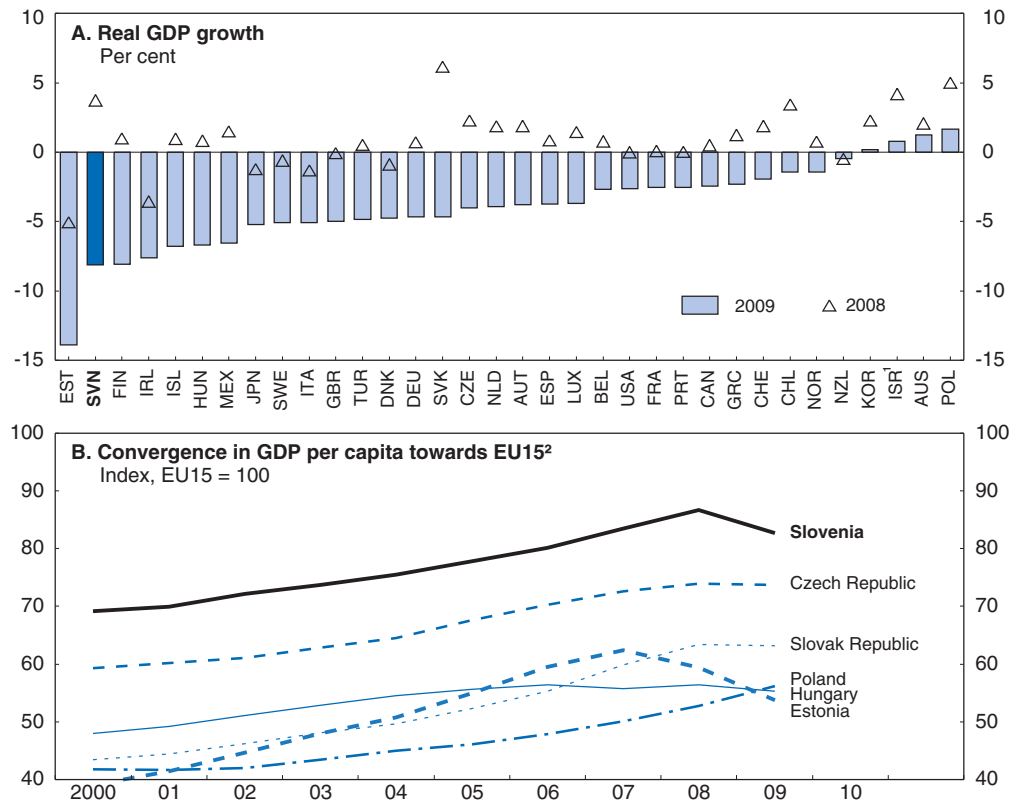 A. Real GDP growth
Per cent
10
5
0
-5
-10
-15
10
5
0
-5
-10
-15
2009
2008
EST SVN FIN IRL ISL HUN MEX JPN SWE ITA GBR TUR DNK DEU SVK CZE NLD AUT ESP LUX BEL USA FRA PRT CAN GRC CHE CHL NOR NZL KOR ISR¹ AUS POL
B. Convergence in GDP per capita towards EU15²
Index, EU15 = 100
100
90
80
70
60
50
40
100
90
80
70
60
50
40
Slovenia
Czech Republic
Slovak Republic
Poland
Hungary
Estonia
2000 01 02 03 04 05 06 07 08 09 10